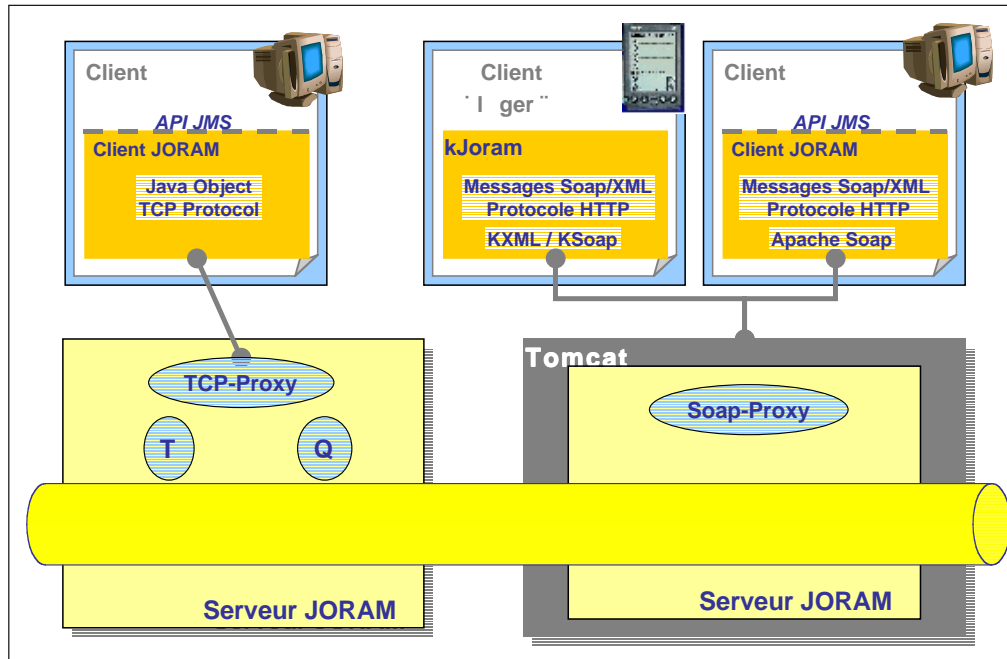 Client
API JMS
Client JORAM
Java Object
TCP Protocol
Client
¨ l ger ¨
kJoram
Messages Soap/XML
Protocole HTTP
KXML / KSoap
Client
API JMS
Client JORAM
Messages Soap/XML
Protocole HTTP
Apache Soap
TCP-Proxy
T Q
Serveur JORAM
Tomcat
Soap-Proxy
Serveur JORAM